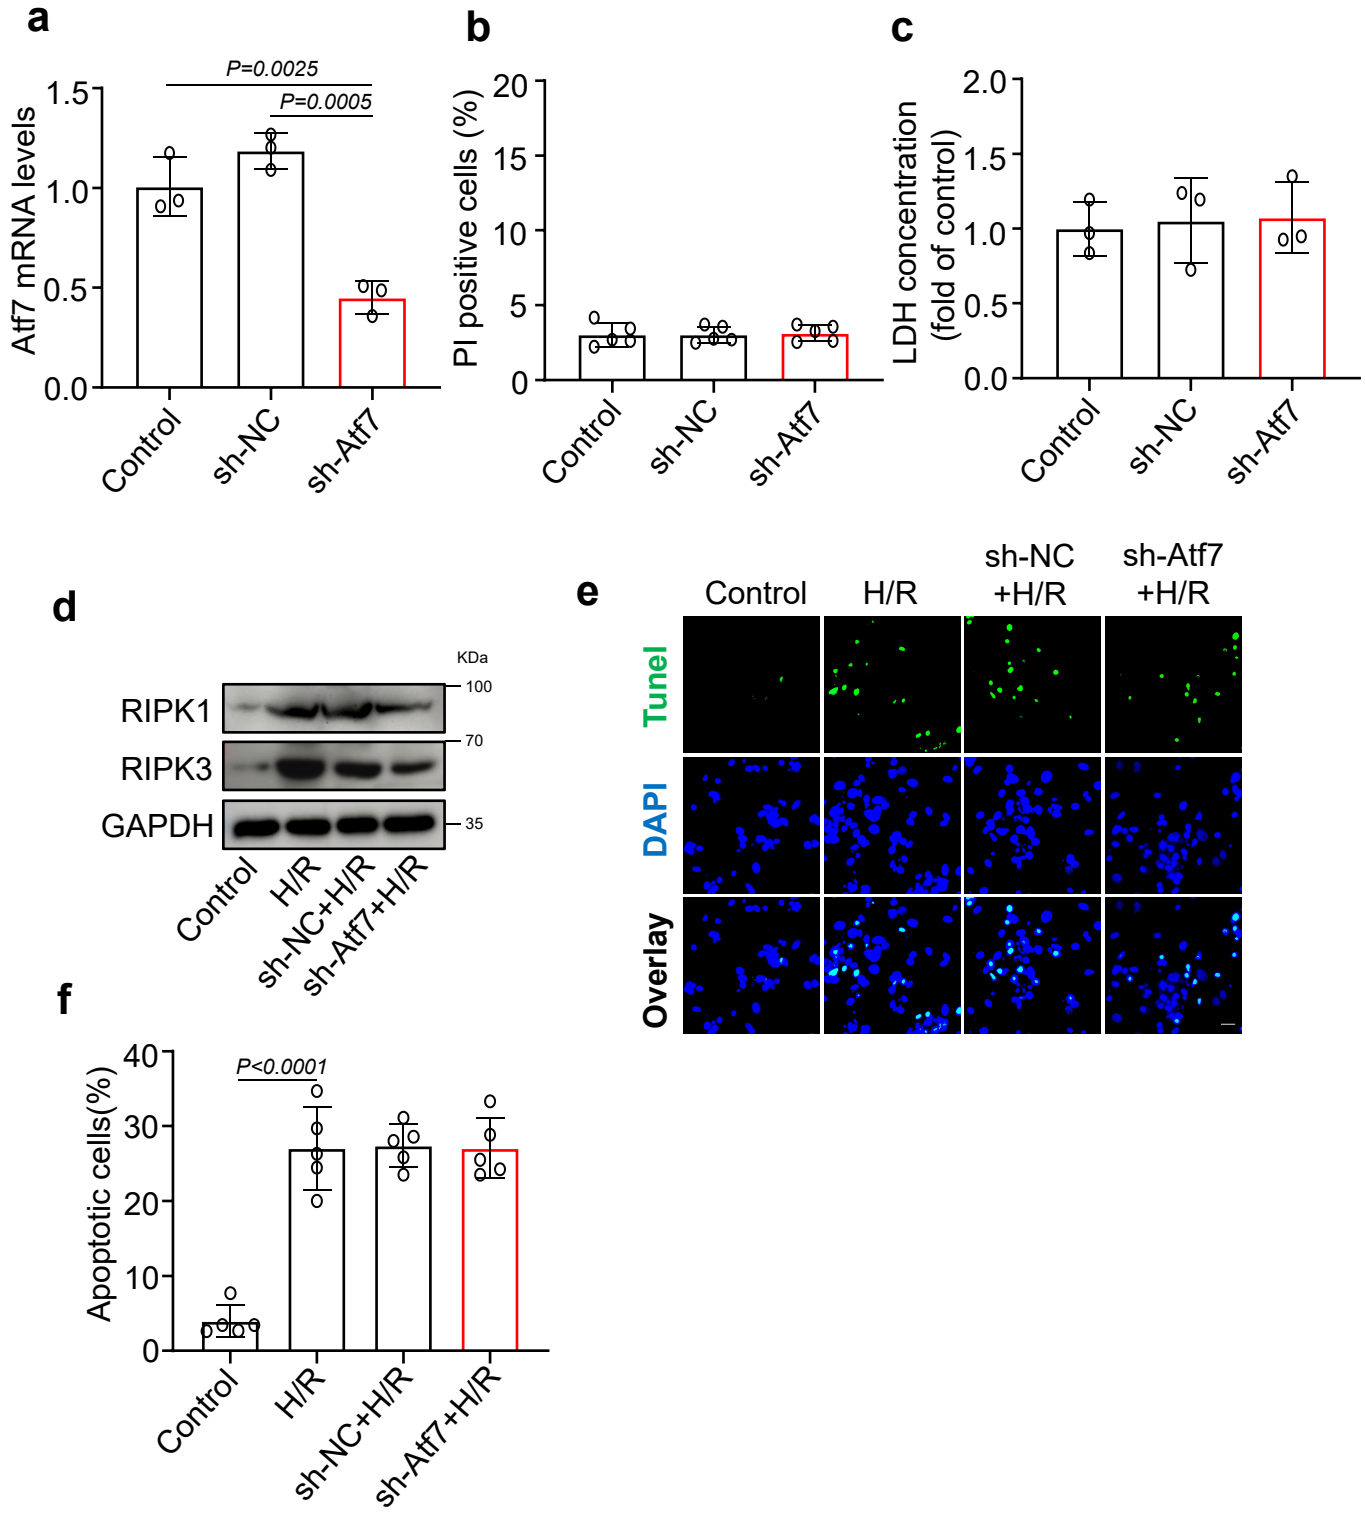 a
P=0.0025
P=0.0005
Atf7 mRNA levels
1.5
1.0
0.5
0.0
Control
sh-NC
sh-Atf7
b
PI positive cells (%)
20
15
10
5
0
Control
sh-NC
sh-Atf7
c
LDH concentration
(fold of control)
2.0
1.5
1.0
0.5
0.0
Control
sh-NC
sh-Atf7
d
KDa
RIPK1
100
RIPK3
70
GAPDH
35
Control
H/R
sh-NC+H/R
sh-Atf7+H/R
e
Control
H/R
sh-NC
+H/R
sh-Atf7
+H/R
Tunel
DAPI
Overlay
f
P<0.0001
Apoptotic cells(%)
40
30
20
10
0
Control
H/R
sh-NC+H/R
sh-Atf7+H/R